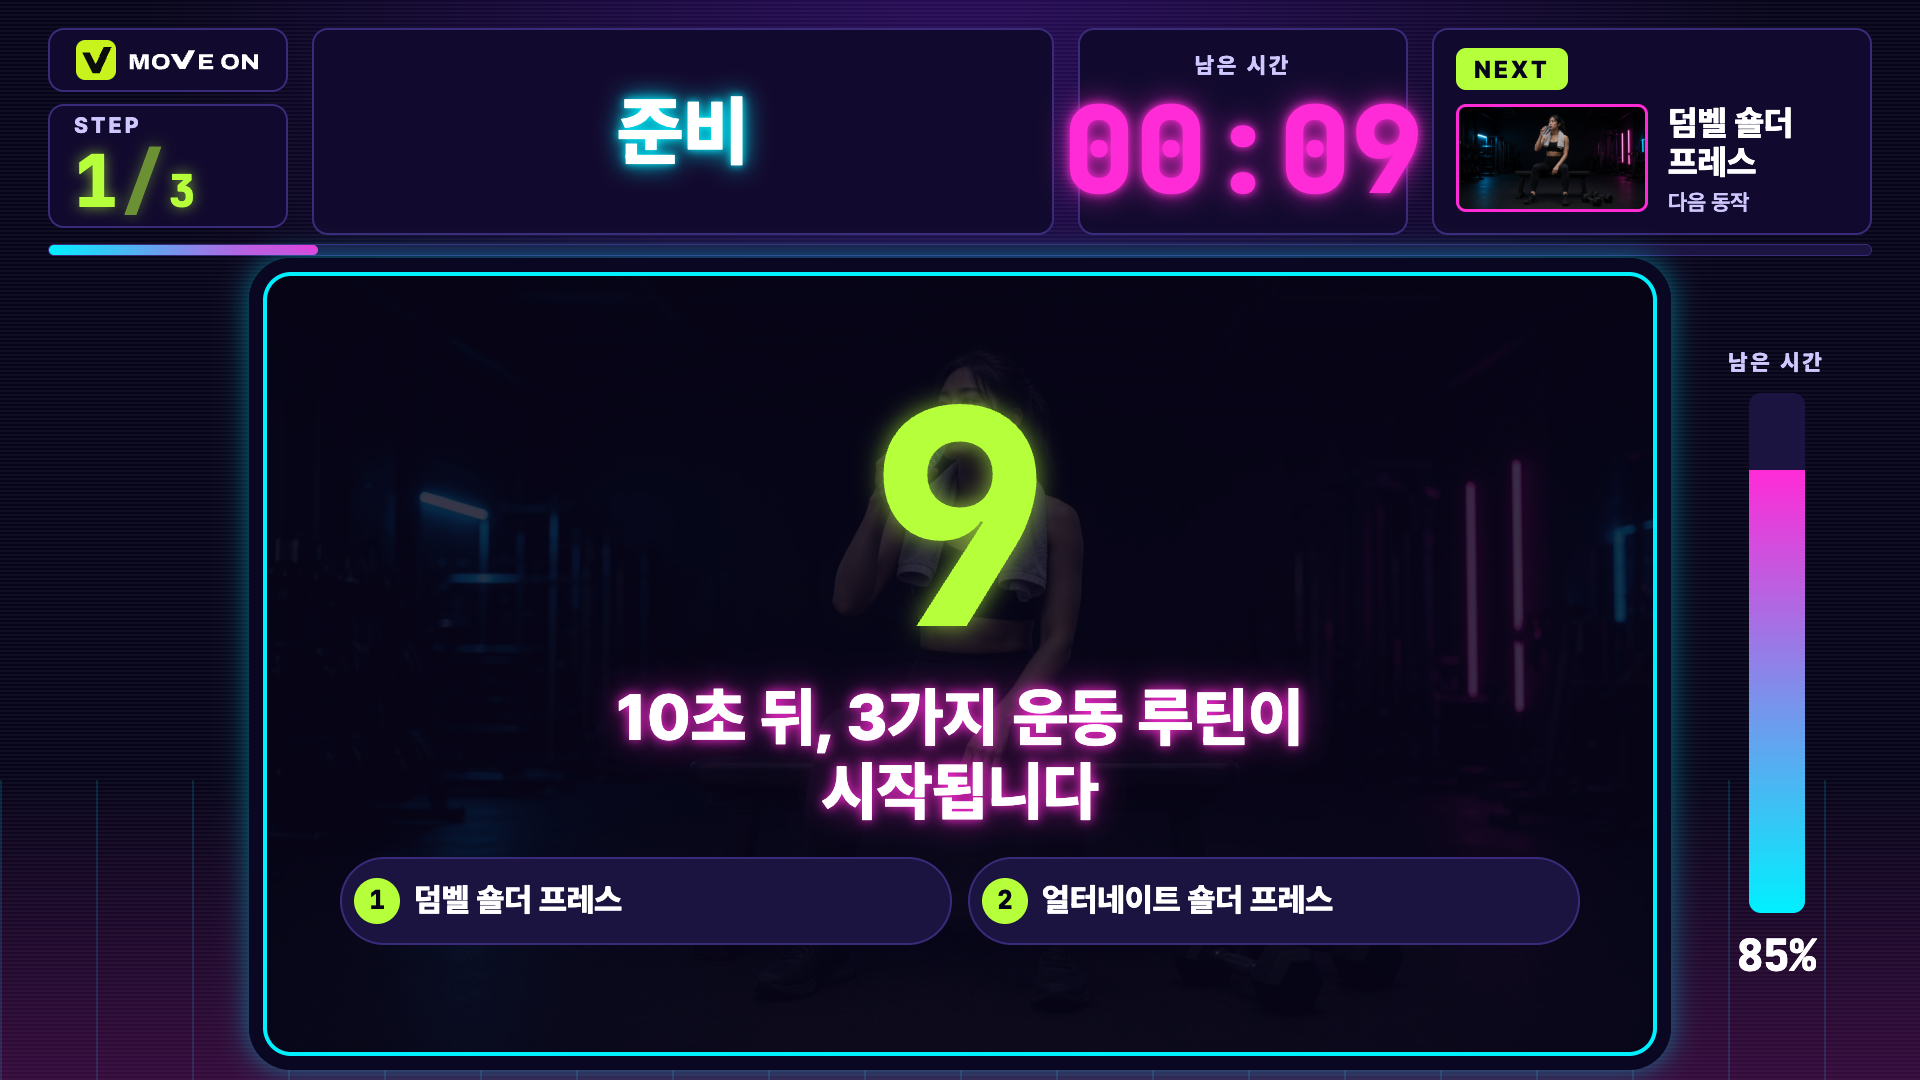 MOVE ON
STEP
1/3
준비
남은 시간
00:09
NEXT
덤벨 숄더
프레스
다음 동작
남은 시간
9
10초 뒤, 3가지 운동 루틴이
시작됩니다
1 덤벨 숄더 프레스
2 얼터네이트 숄더 프레스
85%